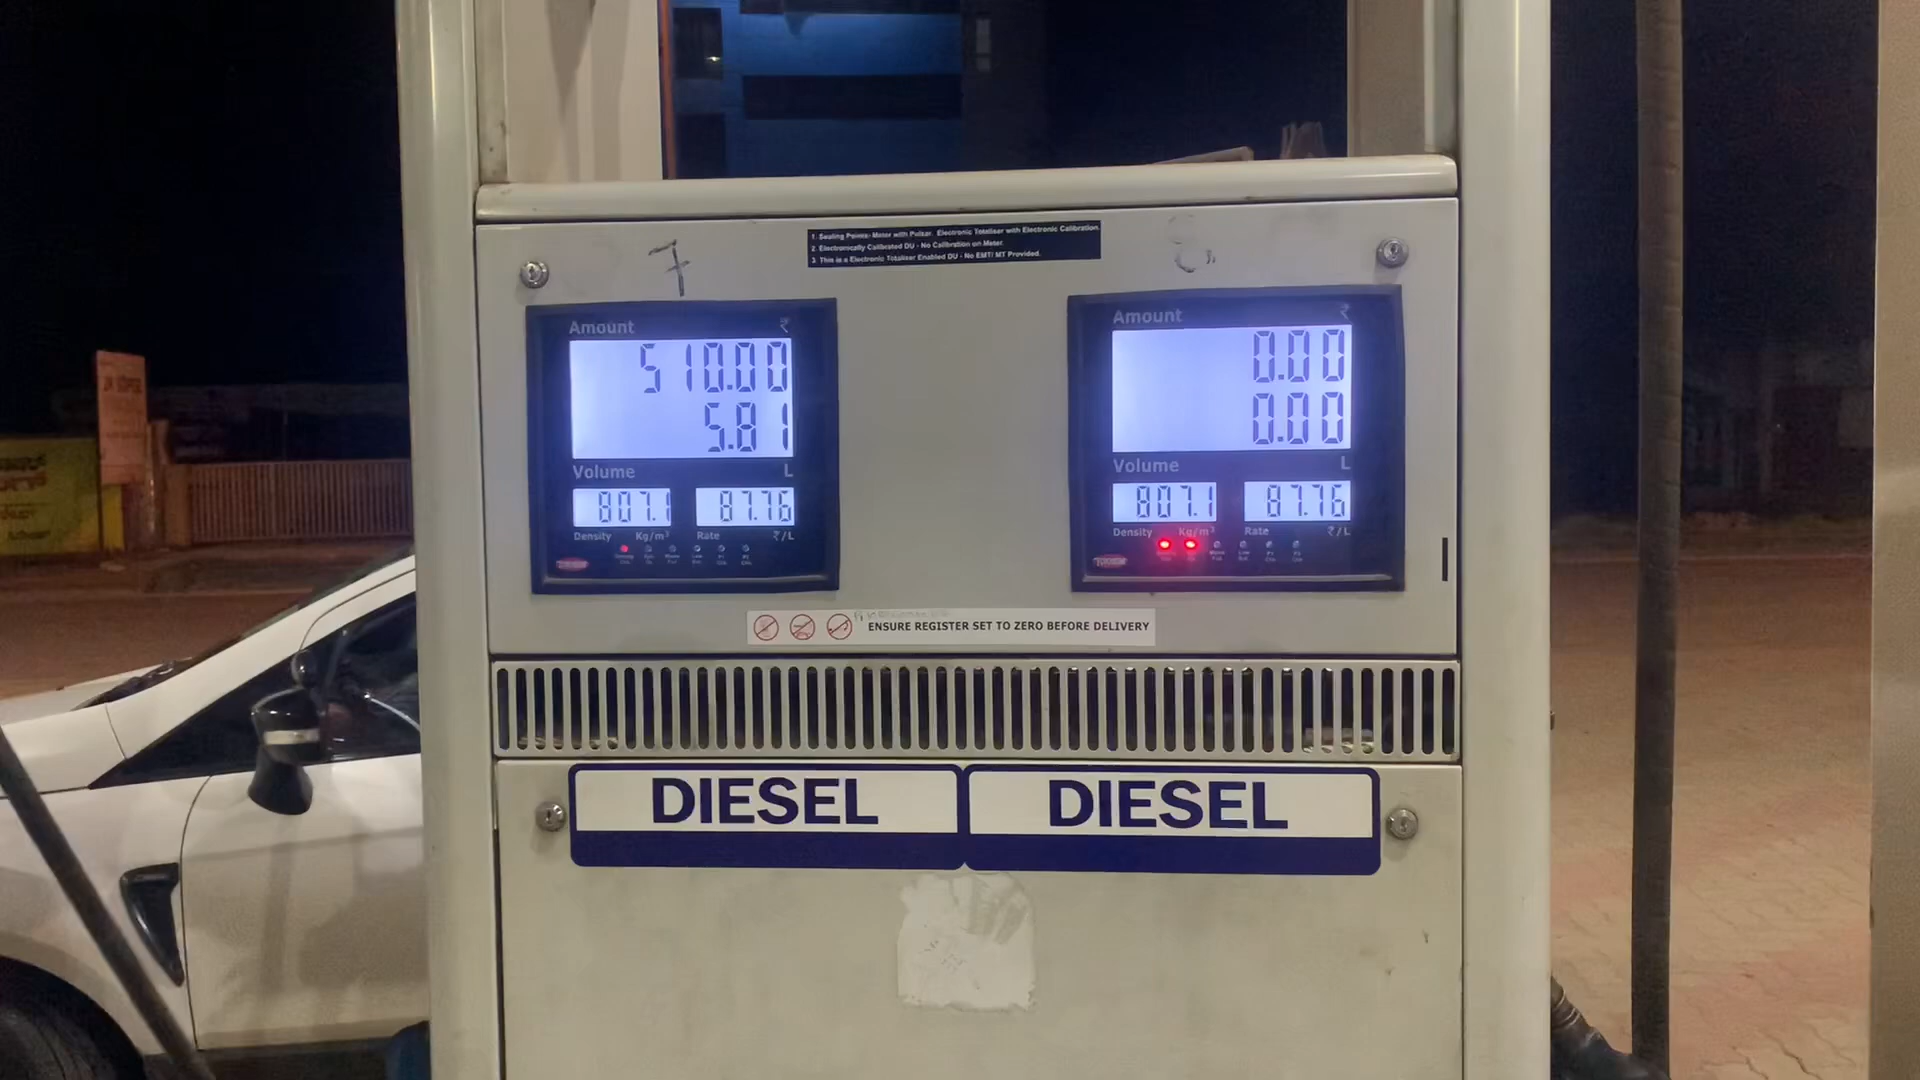 1. Sealing Points: Meter with Pulsar. Electronic Totaliser with Electronic Calibration.
2. Electronically Calibrated DU - No Calibration on Meter.
3. This is a Electronic Totaliser Enabled DU - No EMT/ MT Provided.
7
Amount ₹
510.00
5.81
Volume L
807.1 87.76
Density Kg/m³ Rate ₹/L
Amount ₹
0.00
0.00
Volume L
807.1 87.76
Density Kg/m³ Rate ₹/L
ENSURE REGISTER SET TO ZERO BEFORE DELIVERY
DIESEL DIESEL